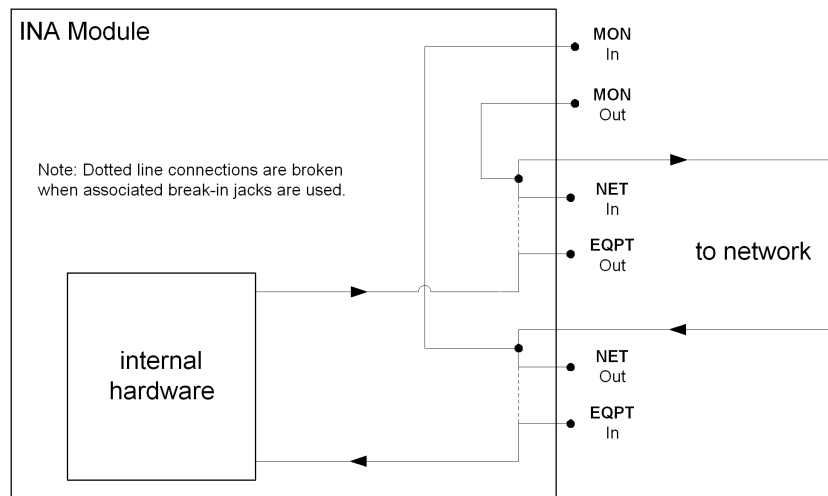 INA Module
MON
In
MON
Out
Note: Dotted line connections are broken
when associated break-in jacks are used.
NET
In
EQPT
Out
to network
internal
hardware
NET
Out
EQPT
In